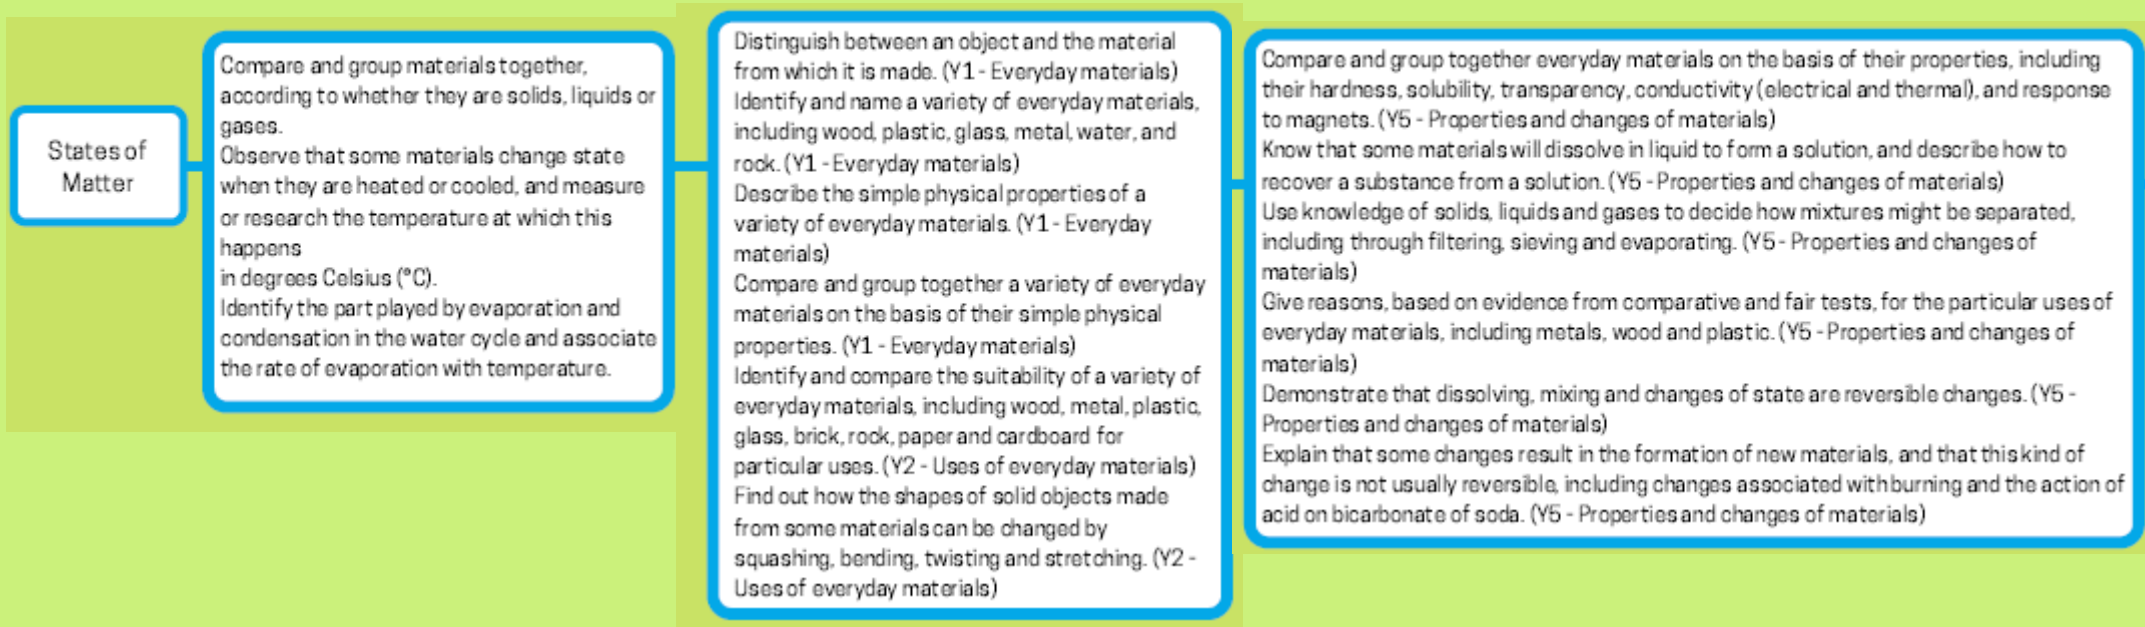 States of
Matter
Compare and group materials together,
according to whether they are solids, liquids or
gases.
Observe that some materials change state
when they are heated or cooled, and measure
or research the temperature at which this
happens
in degrees Celsius (°C).
Identify the part played by evaporation and
condensation in the water cycle and associate
the rate of evaporation with temperature.
Distinguish between an object and the material
from which it is made. (Y1 - Everyday materials)
Identify and name a variety of everyday materials,
including wood, plastic, glass, metal, water, and
rock. (Y1 - Everyday materials)
Describe the simple physical properties of a
variety of everyday materials. (Y1 - Everyday
materials)
Compare and group together a variety of everyday
materials on the basis of their simple physical
properties. (Y1 - Everyday materials)
Identify and compare the suitability of a variety of
everyday materials, including wood, metal, plastic,
glass, brick, rock, paper and cardboard for
particular uses. (Y2 - Uses of everyday materials)
Find out how the shapes of solid objects made
from some materials can be changed by
squashing, bending, twisting and stretching. (Y2 -
Uses of everyday materials)
Compare and group together everyday materials on the basis of their properties, including
their hardness, solubility, transparency, conductivity (electrical and thermal), and response
to magnets. (Y5 - Properties and changes of materials)
Know that some materials will dissolve in liquid to form a solution, and describe how to
recover a substance from a solution. (Y5 - Properties and changes of materials)
Use knowledge of solids, liquids and gases to decide how mixtures might be separated,
including through filtering, sieving and evaporating. (Y5 - Properties and changes of
materials)
Give reasons, based on evidence from comparative and fair tests, for the particular uses of
everyday materials, including metals, wood and plastic. (Y5 - Properties and changes of
materials)
Demonstrate that dissolving, mixing and changes of state are reversible changes. (Y5 -
Properties and changes of materials)
Explain that some changes result in the formation of new materials, and that this kind of
change is not usually reversible, including changes associated with burning and the action of
acid on bicarbonate of soda. (Y5 - Properties and changes of materials)